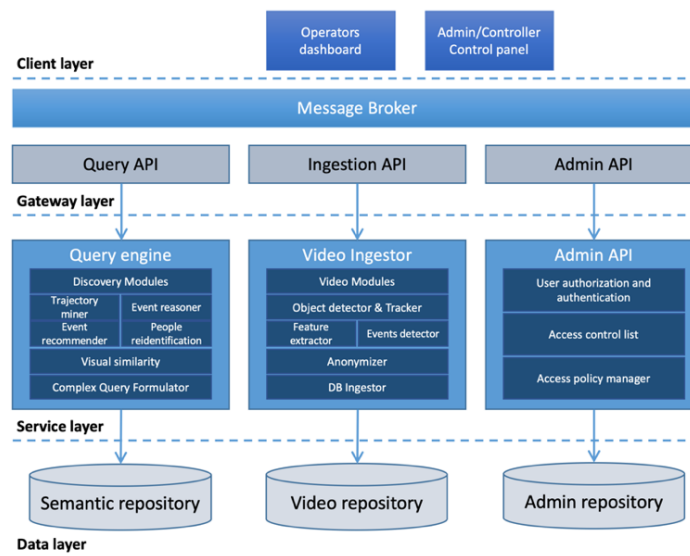 Operators
dashboard
Admin/Controller
Control panel
Client layer
Message Broker
Query API
Ingestion API
Admin API
Gateway layer
Query engine
Discovery Modules
Trajectory
miner
Event reasoner
Event
recommender
People
reidentification
Visual similarity
Complex Query Formulator
Video Ingestor
Video Modules
Object detector & Tracker
Feature
extractor
Events detector
Anonymizer
DB Ingestor
Admin API
User authorization and
authentication
Access control list
Access policy manager
Service layer
Semantic repository
Video repository
Admin repository
Data layer